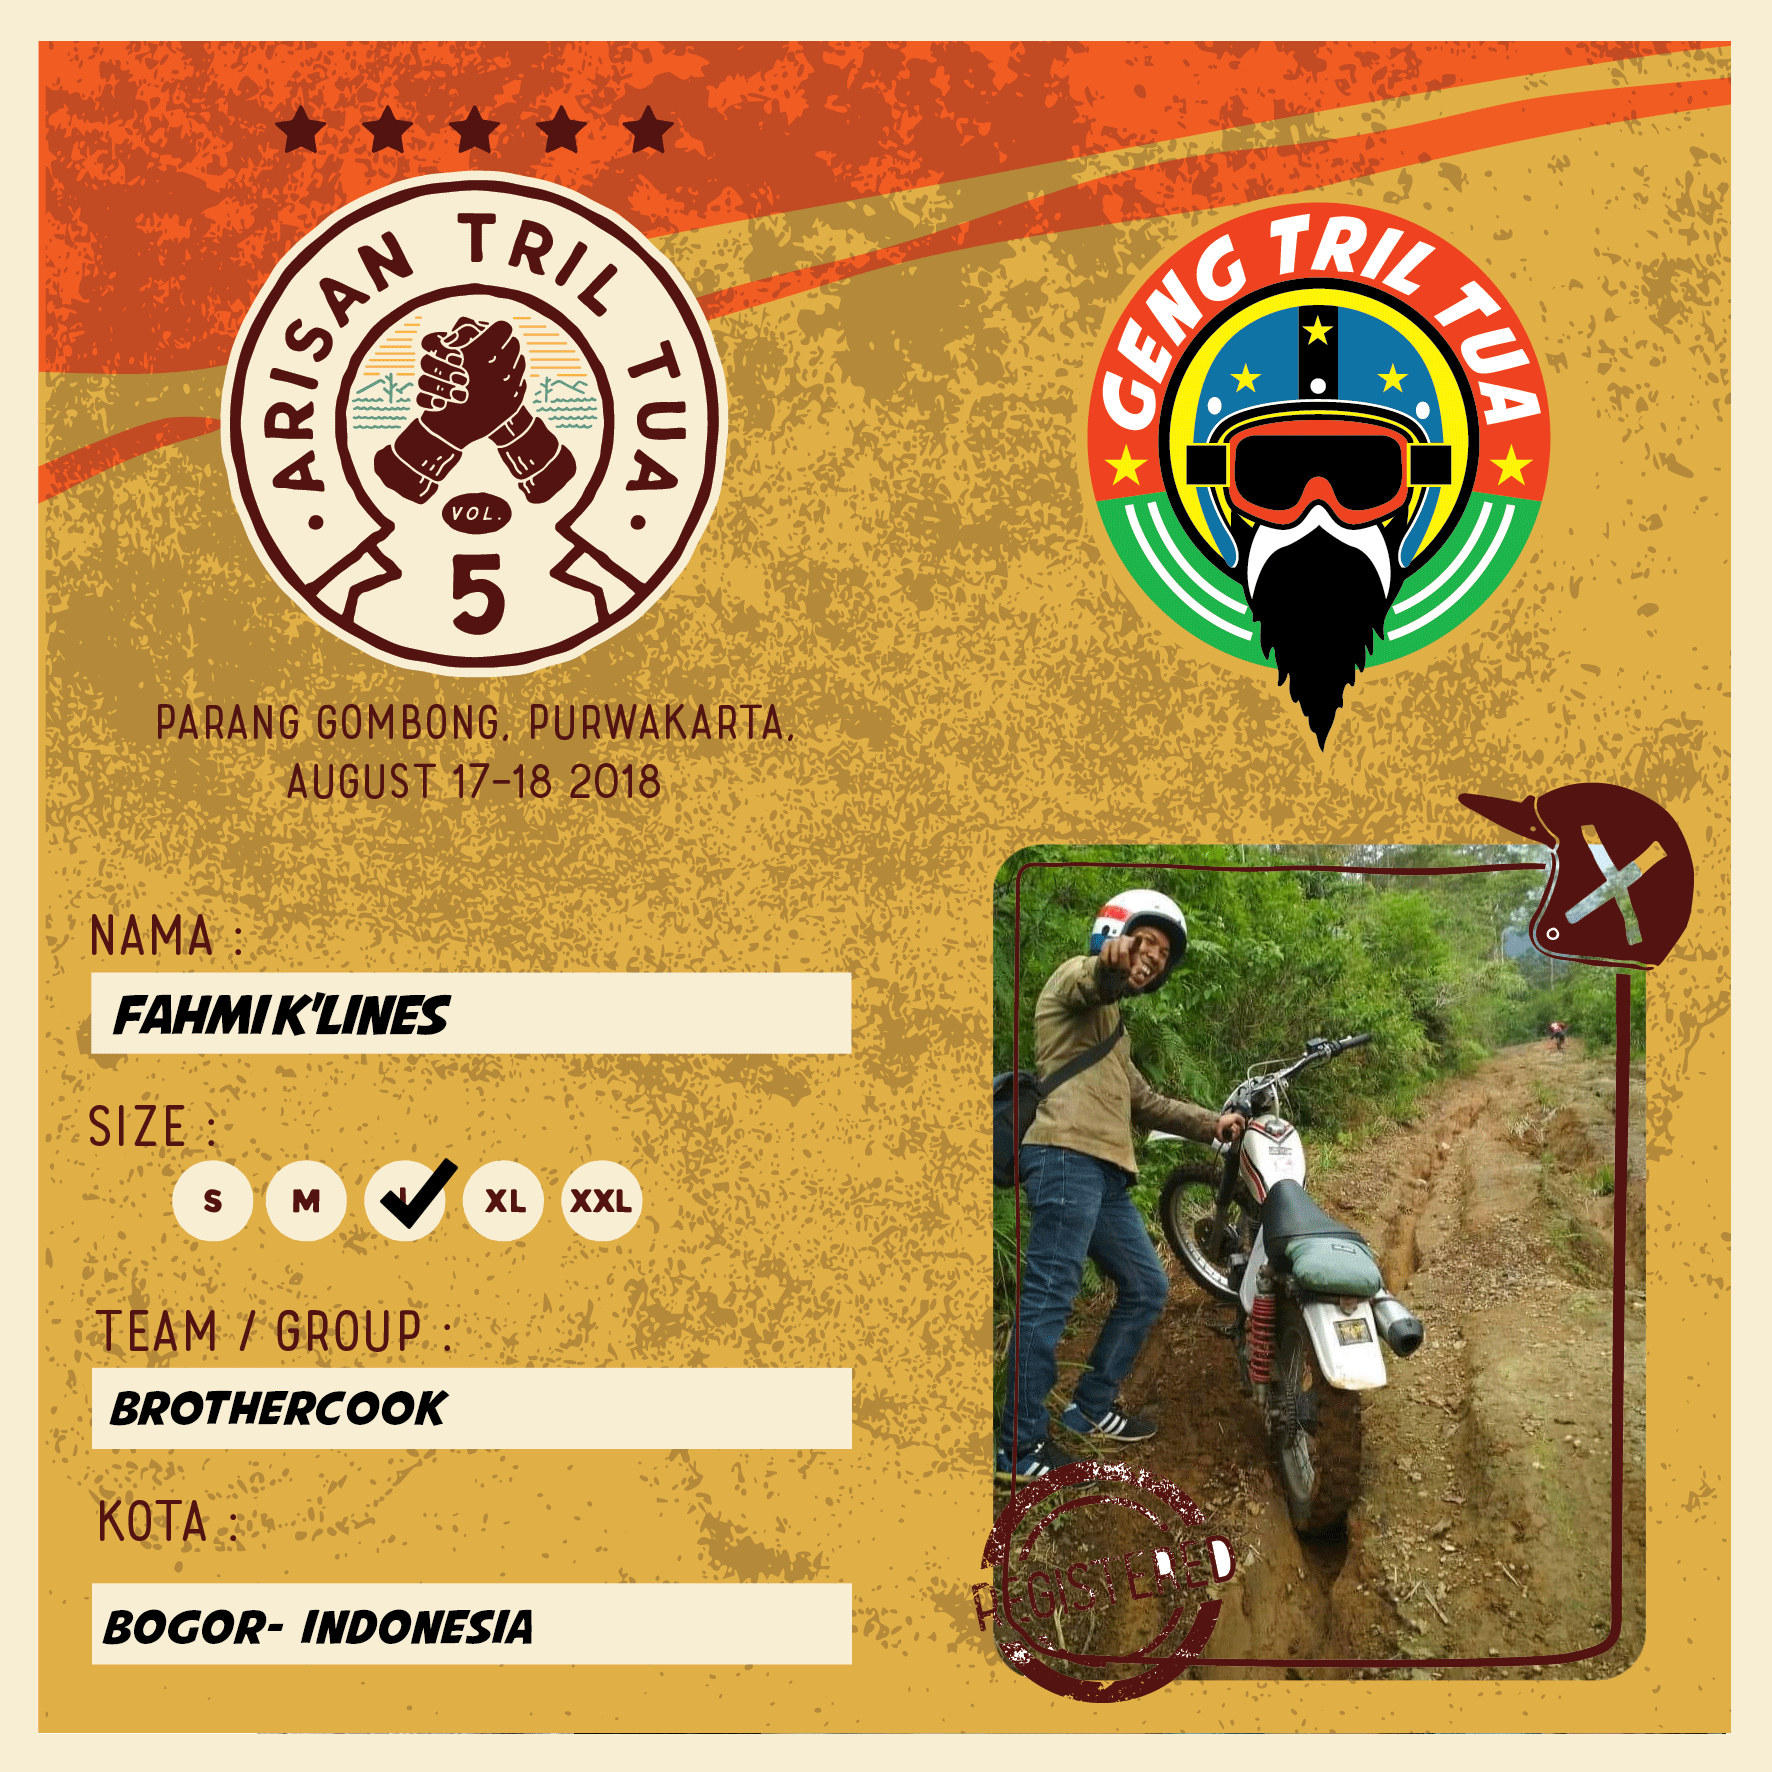 ARISAN TRIL TUA
VOL.
5
GENG TRIL TUA
PARANG GOMBONG, PURWAKARTA,
AUGUST 17-18 2018
NAMA :
FAHMI K'LINES
SIZE :
S M L XL XXL
TEAM / GROUP :
BROTHERCOOK
KOTA :
BOGOR- INDONESIA
REGISTERED